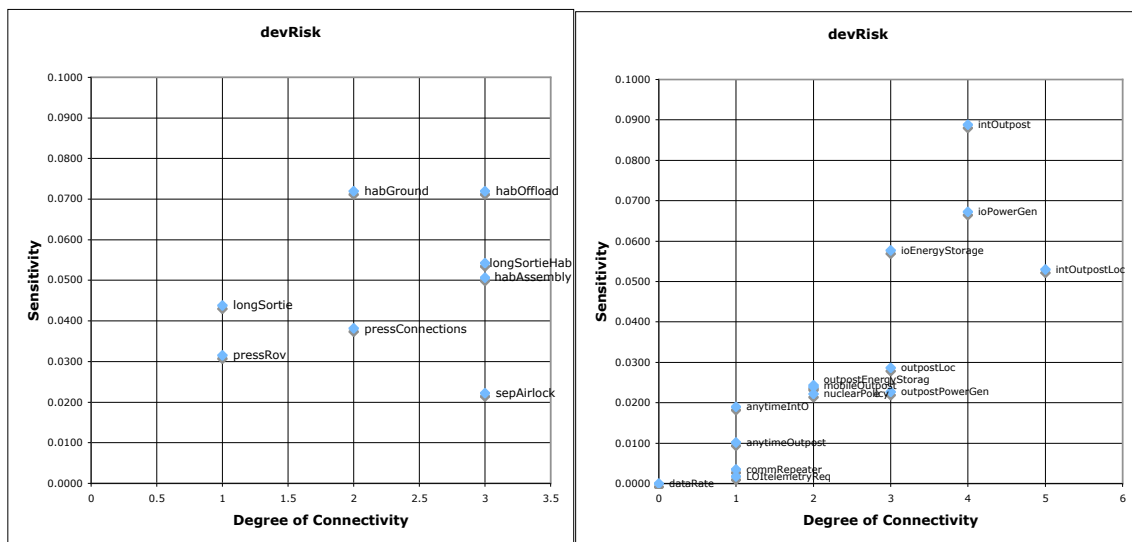 devRisk
0.1000
0.0900
0.0800
0.0700
0.0600
0.0500
0.0400
0.0300
0.0200
0.0100
0.0000
Sensitivity
habGround
habOffload
longSortieHab
habAssembly
longSortie
pressConnections
pressRov
sepAirlock
0 0.5 1 1.5 2 2.5 3 3.5
Degree of Connectivity
devRisk
0.1000
0.0900
0.0800
0.0700
0.0600
0.0500
0.0400
0.0300
0.0200
0.0100
0.0000
Sensitivity
intOutpost
ioPowerGen
ioEnergyStorage
intOutpostLoc
outpostLoc
outpostEnergyStorag
mobileOutpost
nuclearPolicy
outpostPowerGen
anytimeIntO
anytimeOutpost
commRepeater
LOItelemetryReq
dataRate
0 1 2 3 4 5 6
Degree of Connectivity